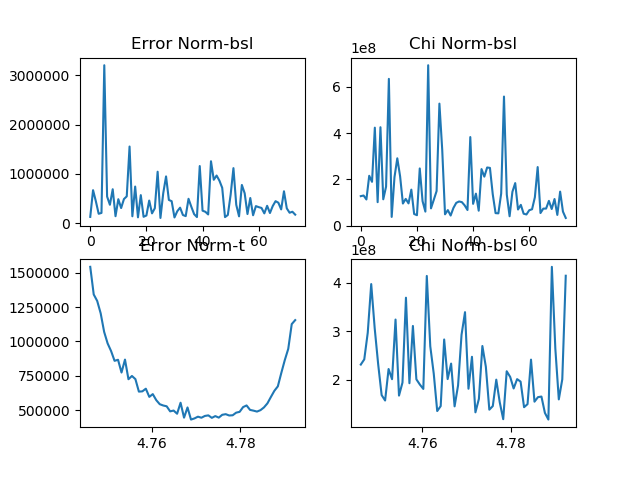 Error Norm-bsl
3000000
2000000
1000000
0
0 20 40 60
Chi Norm-bsl
1e8
6
4
2
0
0 20 40 60
Error Norm-t
1500000
1250000
1000000
750000
500000
4.76 4.78
Chi Norm-bsl
1e8
4
3
2
4.76 4.78